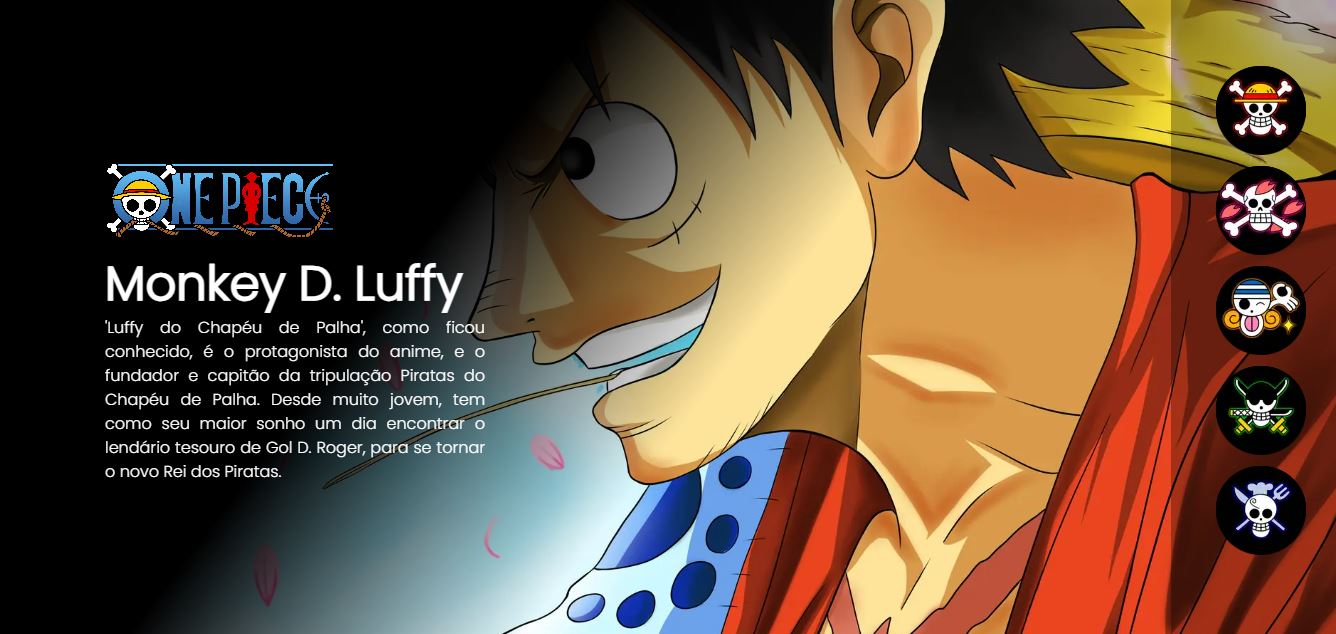 ONE PIECE
Monkey D. Luffy
'Luffy do Chapéu de Palha', como ficou
conhecido, é o protagonista do anime, e o
fundador e capitão da tripulação Piratas do
Chapéu de Palha. Desde muito jovem, tem
como seu maior sonho um dia encontrar o
lendário tesouro de Gol D. Roger, para se tornar
o novo Rei dos Piratas.